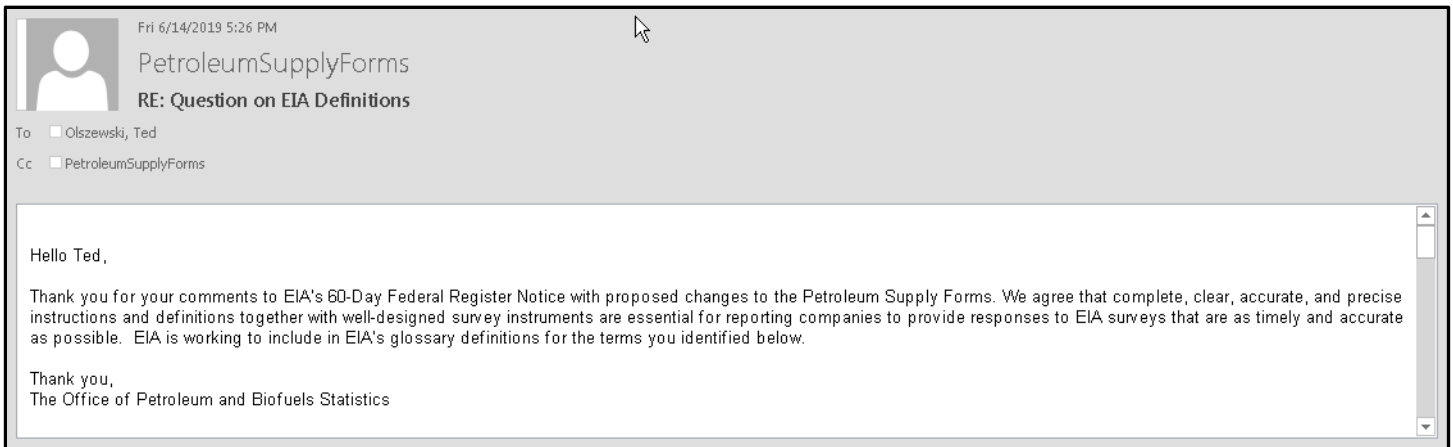 Fri 6/14/2019 5:26 PM
PetroleumSupplyForms
RE: Question on EIA Definitions
To Olszewski, Ted
Cc PetroleumSupplyForms
Hello Ted,
Thank you for your comments to EIA's 60-Day Federal Register Notice with proposed changes to the Petroleum Supply Forms. We agree that complete, clear, accurate, and precise
instructions and definitions together with well-designed survey instruments are essential for reporting companies to provide responses to EIA surveys that are as timely and accurate
as possible. EIA is working to include in EIA's glossary definitions for the terms you identified below.
Thank you,
The Office of Petroleum and Biofuels Statistics